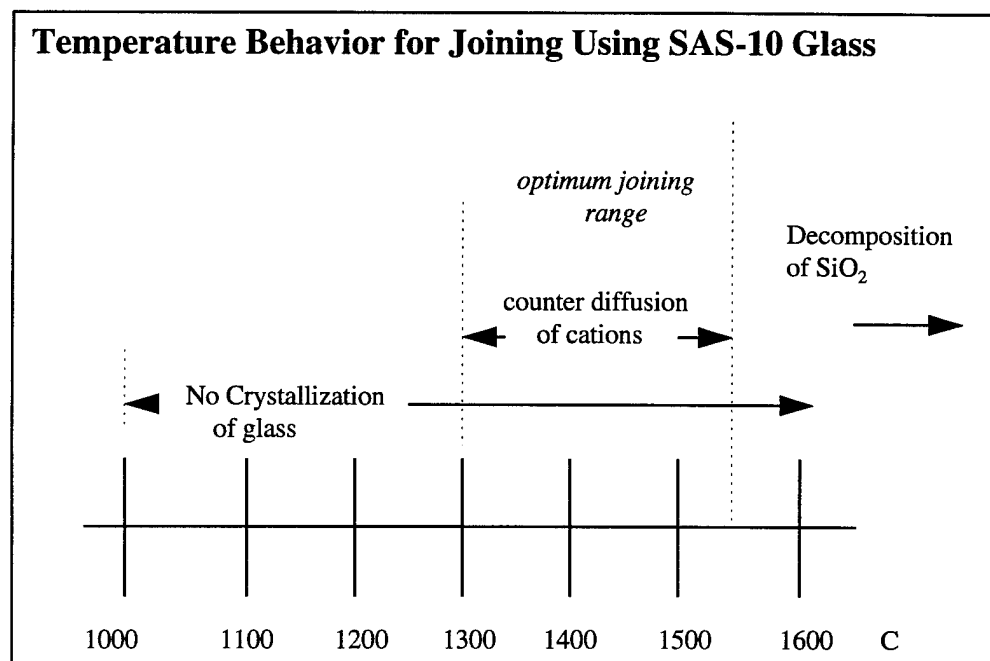 Temperature Behavior for Joining Using SAS-10 Glass
optimum joining
range
Decomposition
of SiO₂
counter diffusion
of cations
No Crystallization
of glass
1000 1100 1200 1300 1400 1500 1600 C